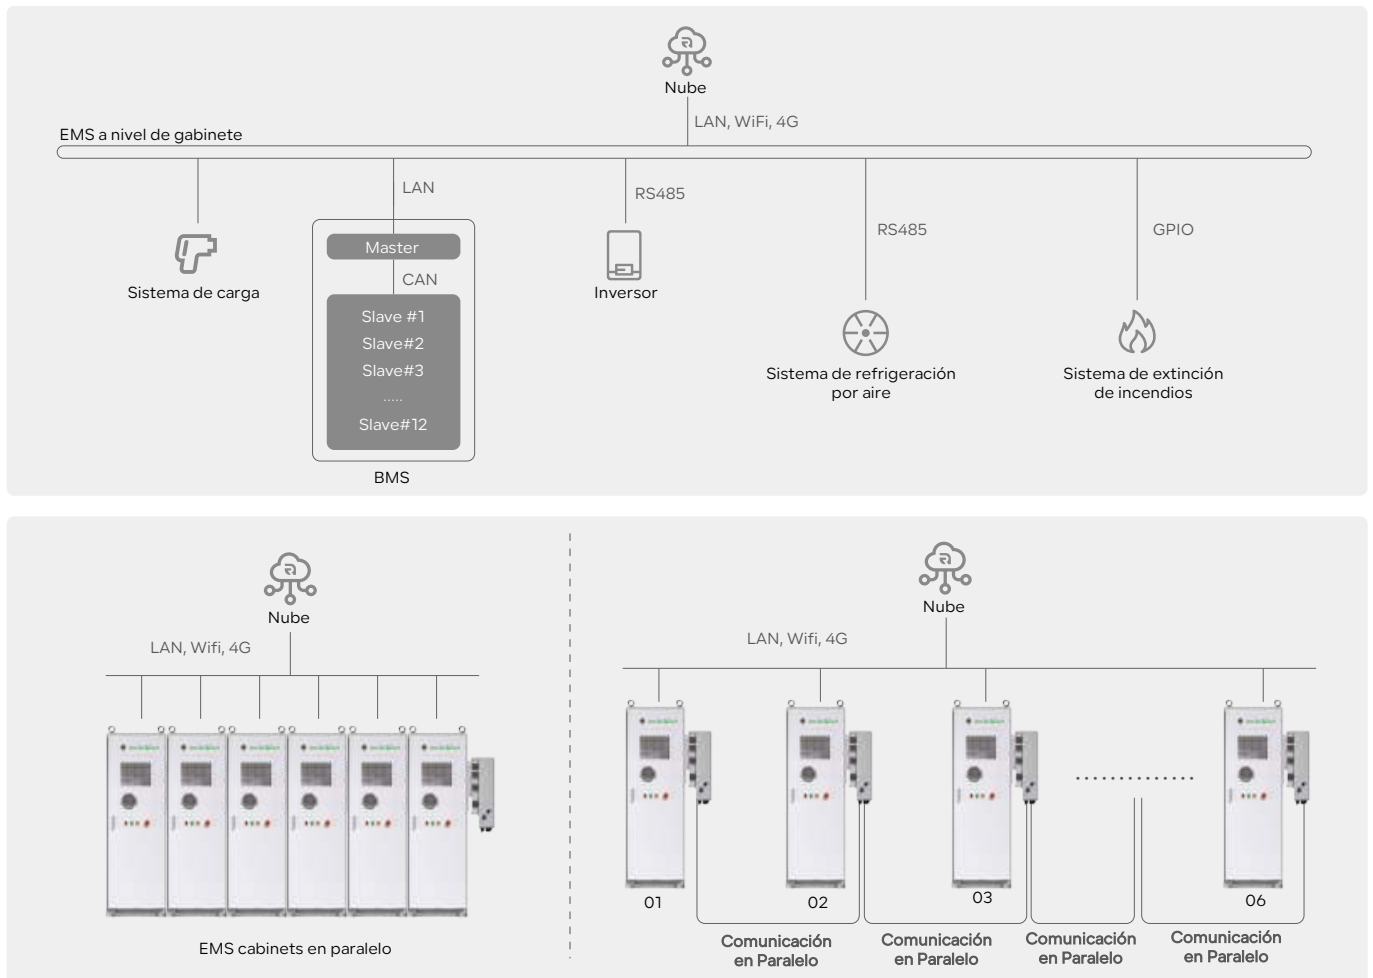 Nube
LAN, WiFi, 4G
EMS a nivel de gabinete
LAN
RS485
RS485
GPIO
Master
CAN
Slave #1
Slave#2
Slave#3
.....
Slave#12
BMS
Sistema de carga
Inversor
Sistema de refrigeración
por aire
Sistema de extinción
de incendios
Nube
LAN, Wifi, 4G
EMS cabinets en paralelo
Nube
LAN, Wifi, 4G
01
02
03
06
Comunicación
en Paralelo
Comunicación
en Paralelo
Comunicación
en Paralelo
Comunicación
en Paralelo